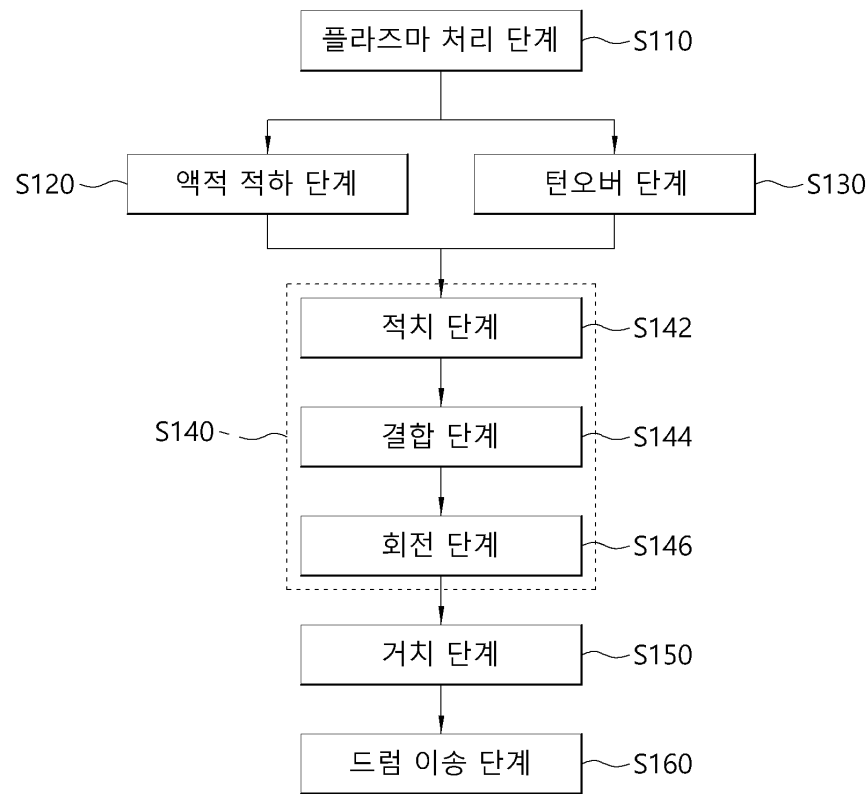 플라즈마 처리 단계 S110
S120 액적 적하 단계 턴오버 단계 S130
적치 단계 S142
S140 결합 단계 S144
회전 단계 S146
거치 단계 S150
드럼 이송 단계 S160